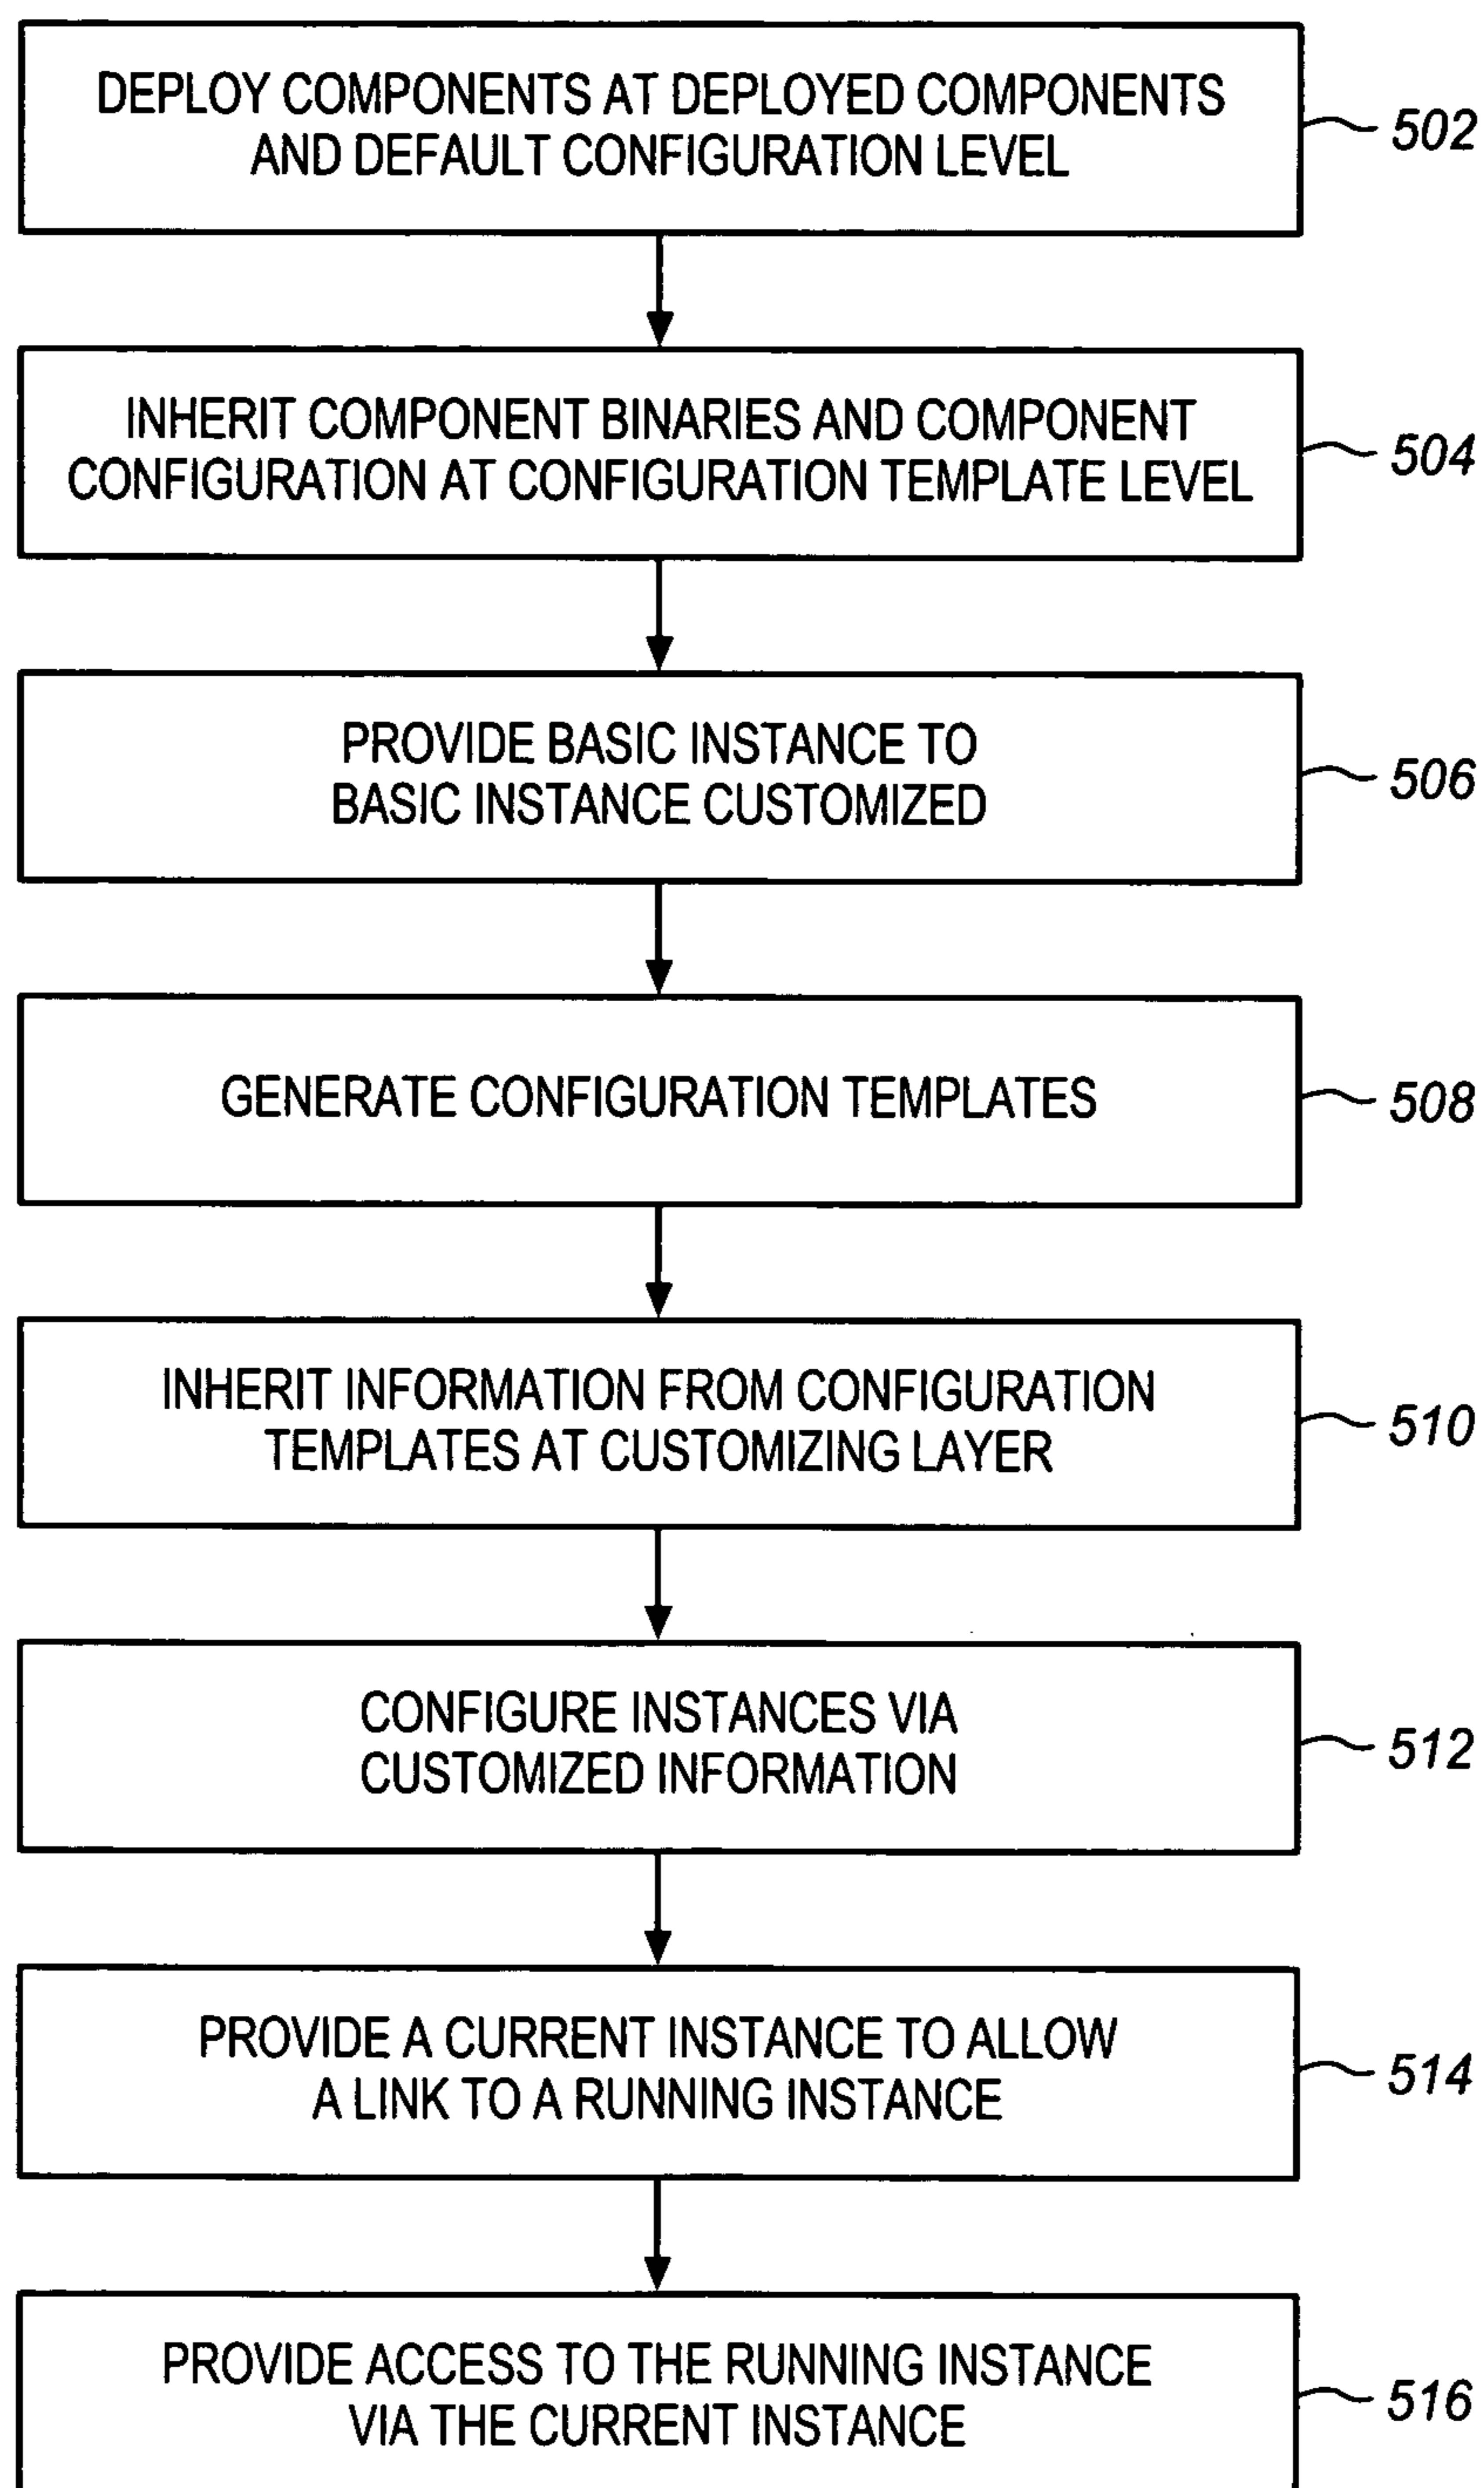 DEPLOY COMPONENTS AT DEPLOYED COMPONENTS
AND DEFAULT CONFIGURATION LEVEL
502
INHERIT COMPONENT BINARIES AND COMPONENT
CONFIGURATION AT CONFIGURATION TEMPLATE LEVEL
504
PROVIDE BASIC INSTANCE TO
BASIC INSTANCE CUSTOMIZED
506
GENERATE CONFIGURATION TEMPLATES
508
INHERIT INFORMATION FROM CONFIGURATION
TEMPLATES AT CUSTOMIZING LAYER
510
CONFIGURE INSTANCES VIA
CUSTOMIZED INFORMATION
512
PROVIDE A CURRENT INSTANCE TO ALLOW
A LINK TO A RUNNING INSTANCE
514
PROVIDE ACCESS TO THE RUNNING INSTANCE
VIA THE CURRENT INSTANCE
516